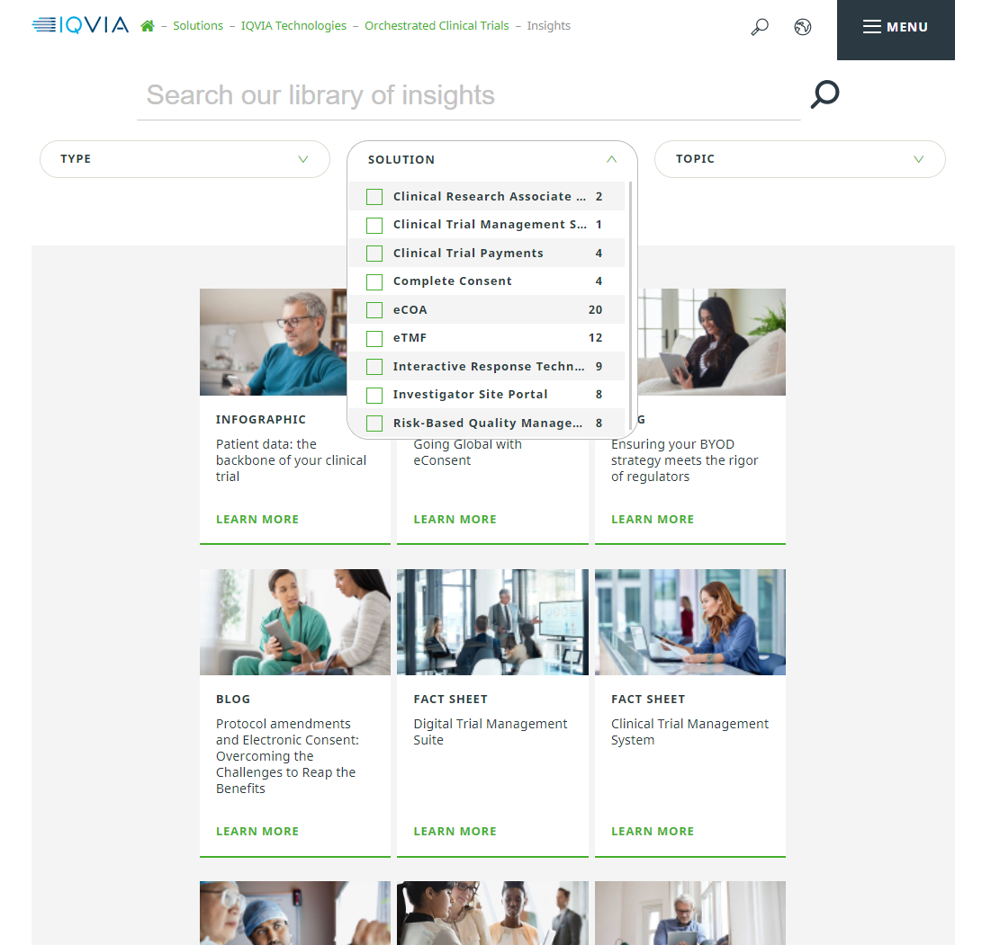 IQVIA – Solutions – IQVIA Technologies – Orchestrated Clinical Trials – Insights
MENU
Search our library of insights
TYPE
SOLUTION
TOPIC
Clinical Research Associate ... 2
Clinical Trial Management S... 1
Clinical Trial Payments 4
Complete Consent 4
eCOA 20
eTMF 12
Interactive Response Techn... 9
Investigator Site Portal 8
Risk-Based Quality Manage... 8
INFOGRAPHIC
Patient data: the
backbone of your clinical
trial
LEARN MORE
Going Global with
eConsent
LEARN MORE
G
Ensuring your BYOD
strategy meets the rigor
of regulators
LEARN MORE
BLOG
Protocol amendments
and Electronic Consent:
Overcoming the
Challenges to Reap the
Benefits
LEARN MORE
FACT SHEET
Digital Trial Management
Suite
LEARN MORE
FACT SHEET
Clinical Trial Management
System
LEARN MORE